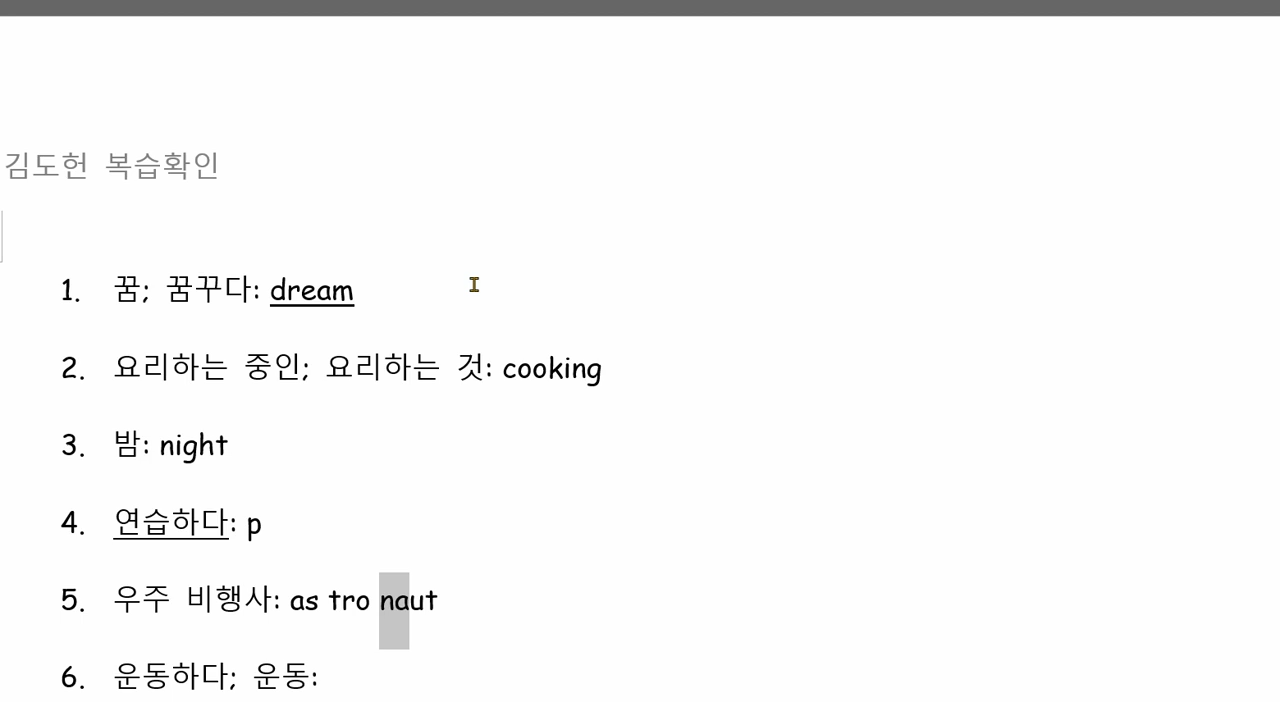 김도헌 복습확인
1. 꿈; 꿈꾸다: dream
2. 요리하는 중인; 요리하는 것: cooking
3. 밤: night
4. 연습하다: p
5. 우주 비행사: as tro naut
6. 운동하다; 운동: